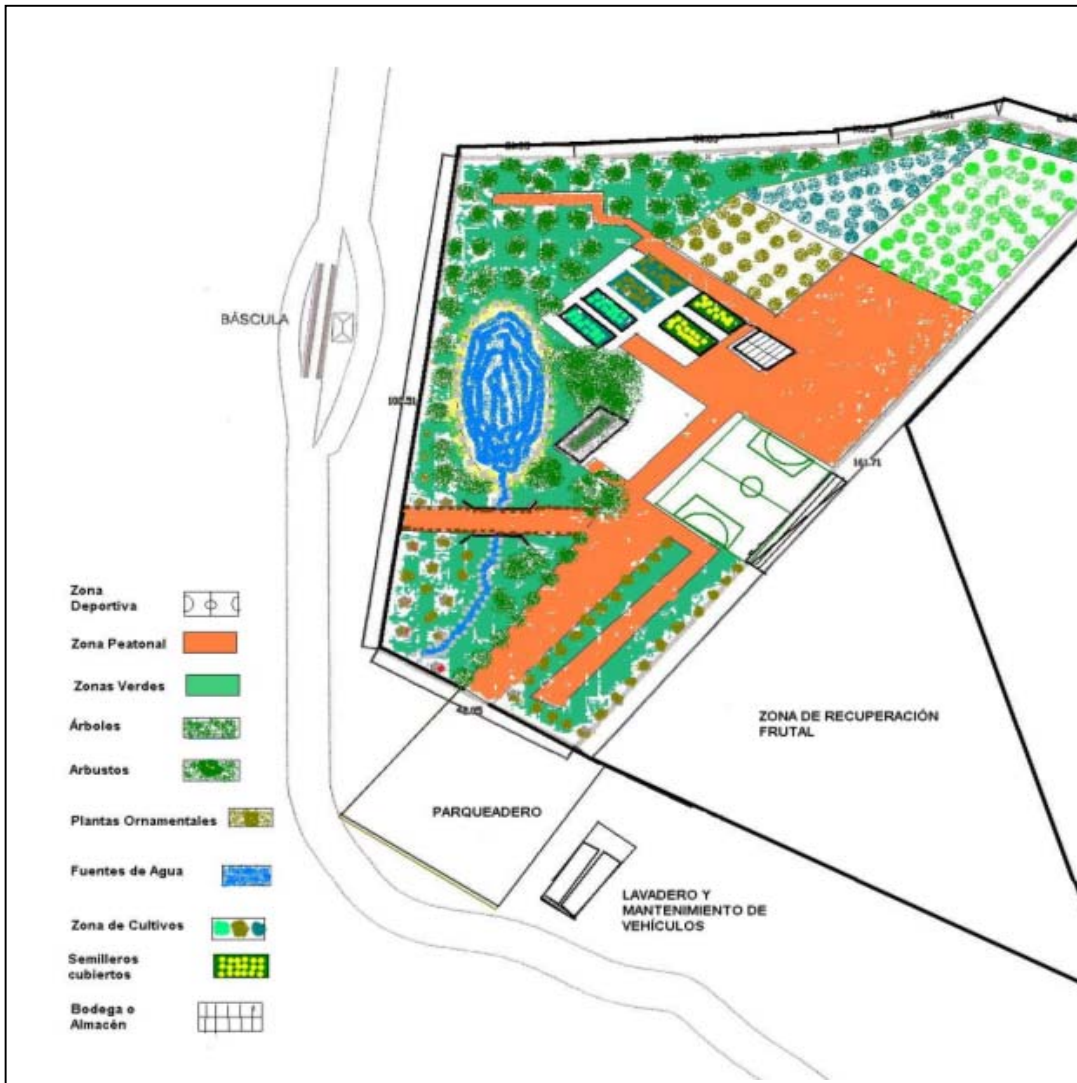 BÁSCULA
161.71
Zona
Deportiva
Zona Peatonal
Zonas Verdes
Árboles
Arbustos
Plantas Ornamentales
Fuentes de Agua
Zona de Cultivos
Semilleros
cubiertos
Bodega o
Almacén
ZONA DE RECUPERACIÓN
FRUTAL
PARQUEADERO
LAVADERO Y
MANTENIMIENTO DE
VEHÍCULOS